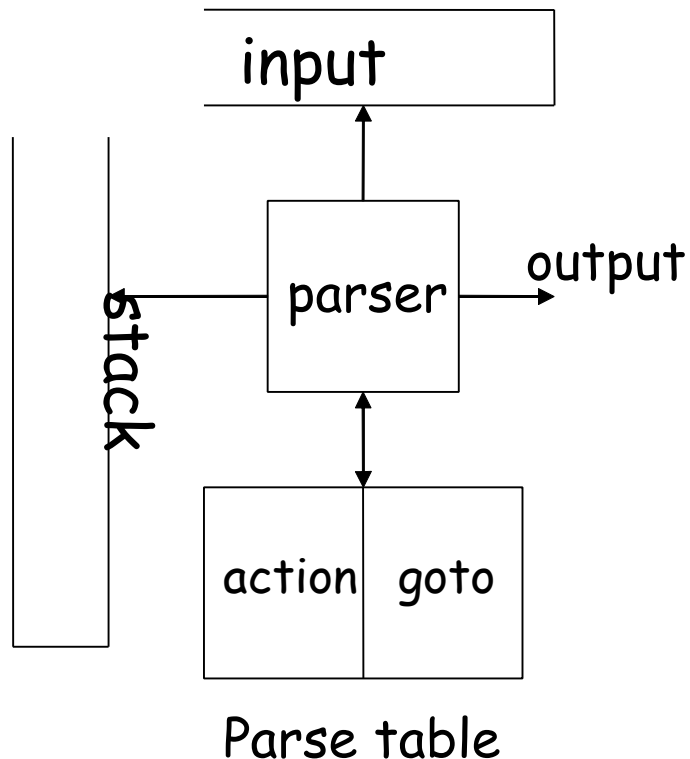 input
output
parser
stack
action
goto
Parse table